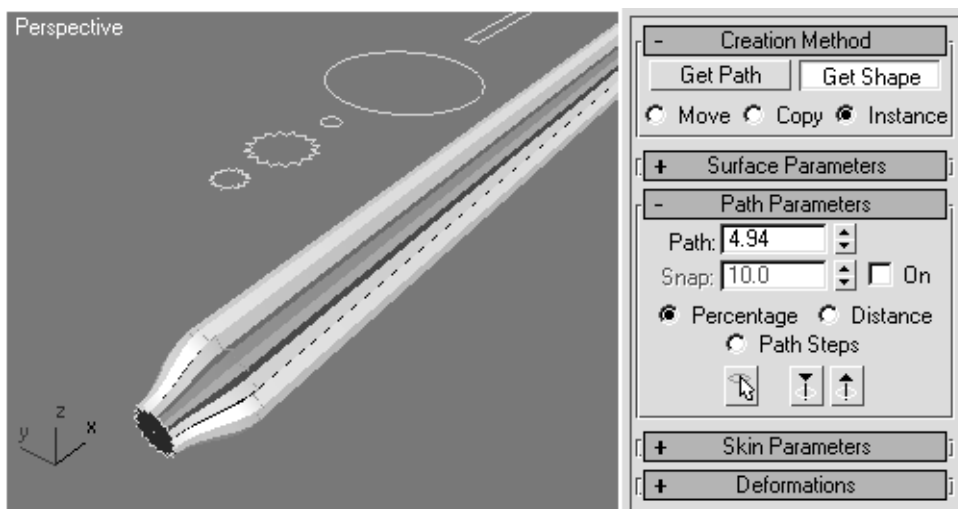 Perspective
z
y x
- Creation Method
Get Path Get Shape
Move Copy Instance
+ Surface Parameters
- Path Parameters
Path: 4.94
Snap: 10.0 On
Percentage Distance
Path Steps
+ Skin Parameters
+ Deformations